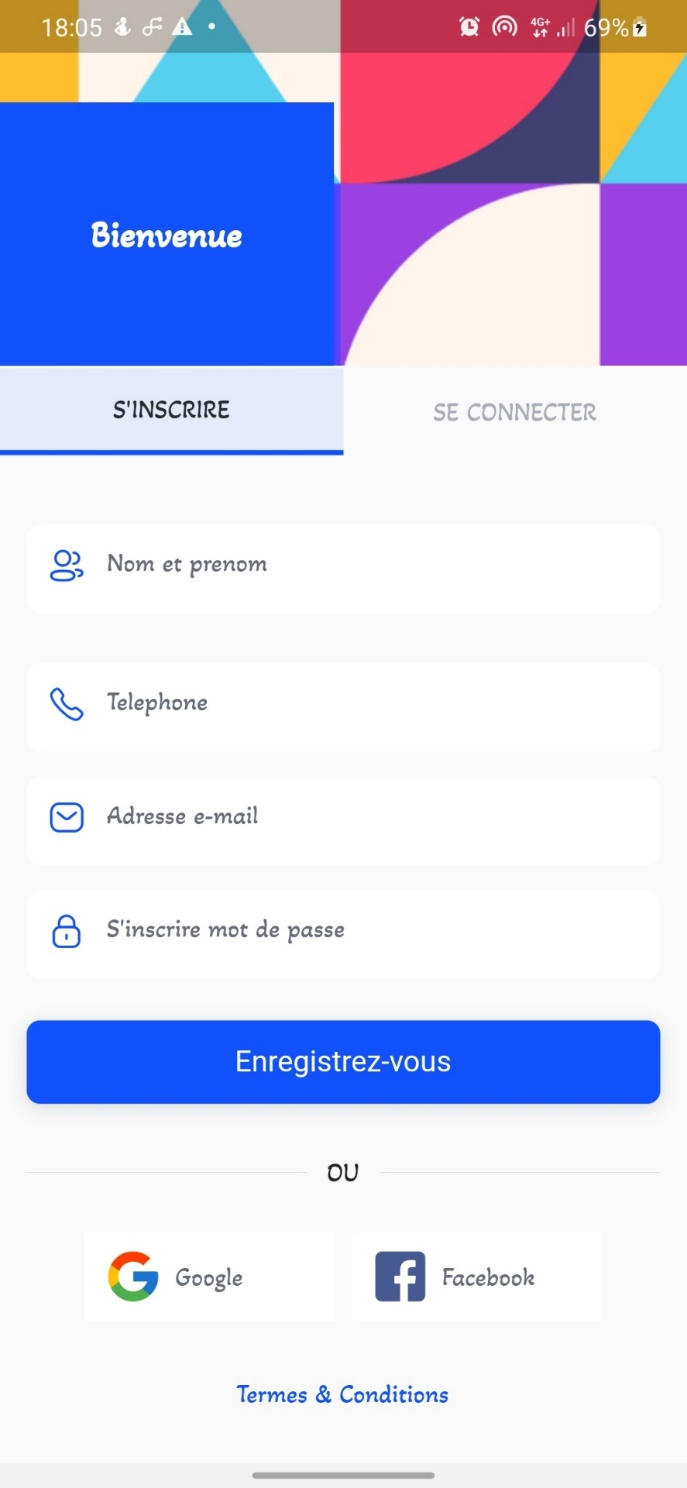 18:05
4G+
69%
Bienvenue
S'INSCRIRE
SE CONNECTER
Nom et prenom
Telephone
Adresse e-mail
S'inscrire mot de passe
Enregistrez-vous
OU
Google
Facebook
Termes & Conditions